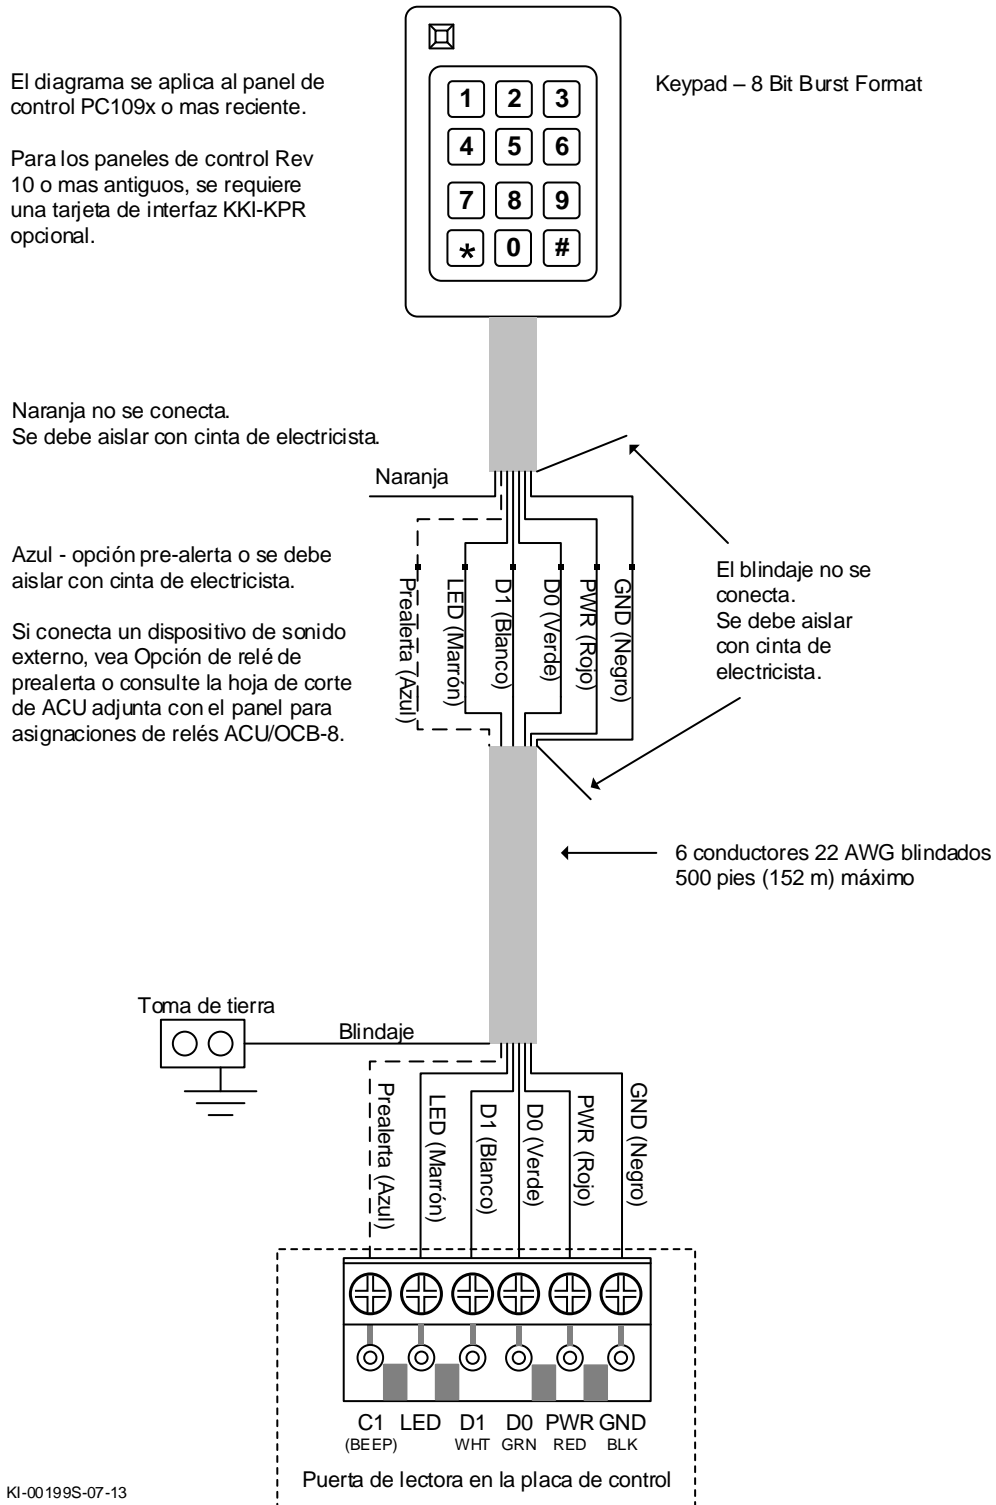 El diagrama se aplica al panel de
control PC109x o mas reciente.
Para los paneles de control Rev
10 o mas antiguos, se requiere
una tarjeta de interfaz KKI-KPR
opcional.
Keypad – 8 Bit Burst Format
1 2 3
4 5 6
7 8 9
* 0 #
Naranja no se conecta.
Se debe aislar con cinta de electricista.
Naranja
Azul - opción pre-alerta o se debe
aislar con cinta de electricista.
Si conecta un dispositivo de sonido
externo, vea Opción de relé de
prealerta o consulte la hoja de corte
de ACU adjunta con el panel para
asignaciones de relés ACU/OCB-8.
Prealerta (Azul)
LED (Marrón)
D1 (Blanco)
D0 (Verde)
PWR (Rojo)
GND (Negro)
El blindaje no se
conecta.
Se debe aislar
con cinta de
electricista.
6 conductores 22 AWG blindados
500 pies (152 m) máximo
Toma de tierra
Blindaje
Prealerta (Azul)
LED (Marrón)
D1 (Blanco)
D0 (Verde)
PWR (Rojo)
GND (Negro)
C1 LED D1 D0 PWR GND
(BEEP) WHT GRN RED BLK
Puerta de lectora en la placa de control
KI-00199S-07-13